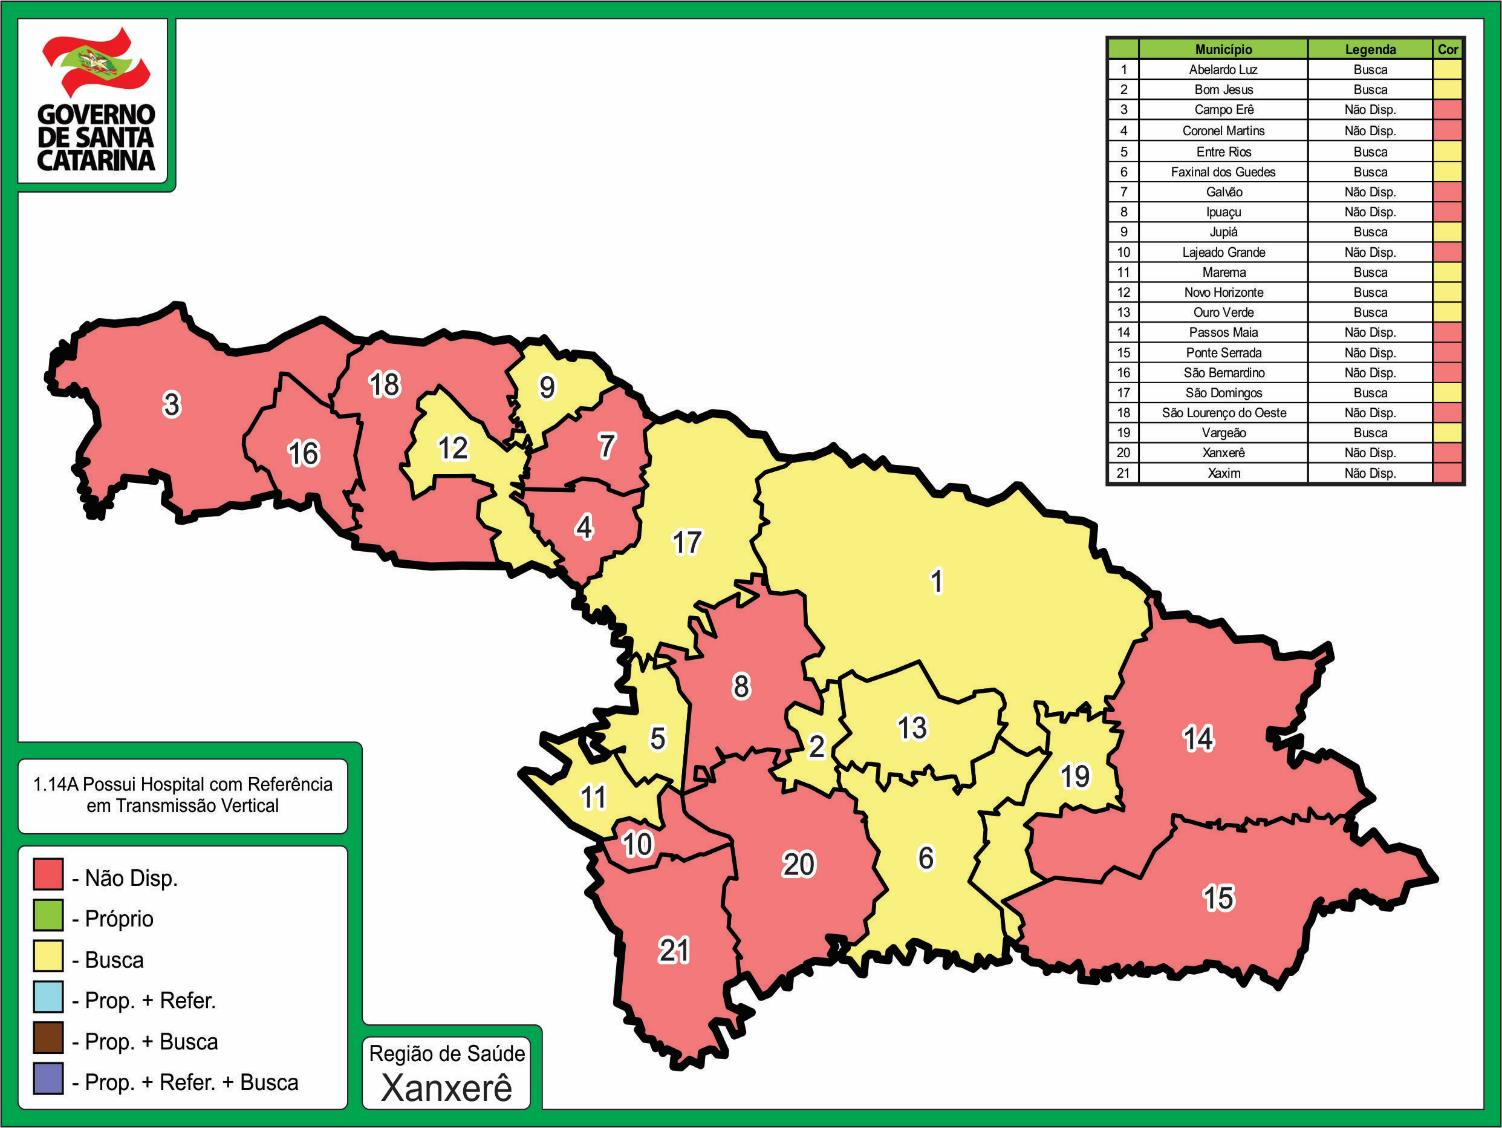 GOVERNO
DE SANTA
CATARINA
Município Legenda Cor
1 Abelardo Luz Busca
2 Bom Jesus Busca
3 Campo Erê Não Disp.
4 Coronel Martins Não Disp.
5 Entre Rios Busca
6 Faxinal dos Guedes Busca
7 Galvão Não Disp.
8 Ipuaçu Não Disp.
9 Jupiá Busca
10 Lajeado Grande Não Disp.
11 Marema Busca
12 Novo Horizonte Busca
13 Ouro Verde Busca
14 Passos Maia Não Disp.
15 Ponte Serrada Não Disp.
16 São Bernardino Não Disp.
17 São Domingos Busca
18 São Lourenço do Oeste Não Disp.
19 Vargeão Busca
20 Xanxerê Não Disp.
21 Xaxim Não Disp.
3
18
9
16
12
7
4
17
1
8
5
2
13
14
11
19
10
20
6
15
21
1.14A Possui Hospital com Referência
em Transmissão Vertical
- Não Disp.
- Próprio
- Busca
- Prop. + Refer.
- Prop. + Busca
- Prop. + Refer. + Busca
Região de Saúde
Xanxerê